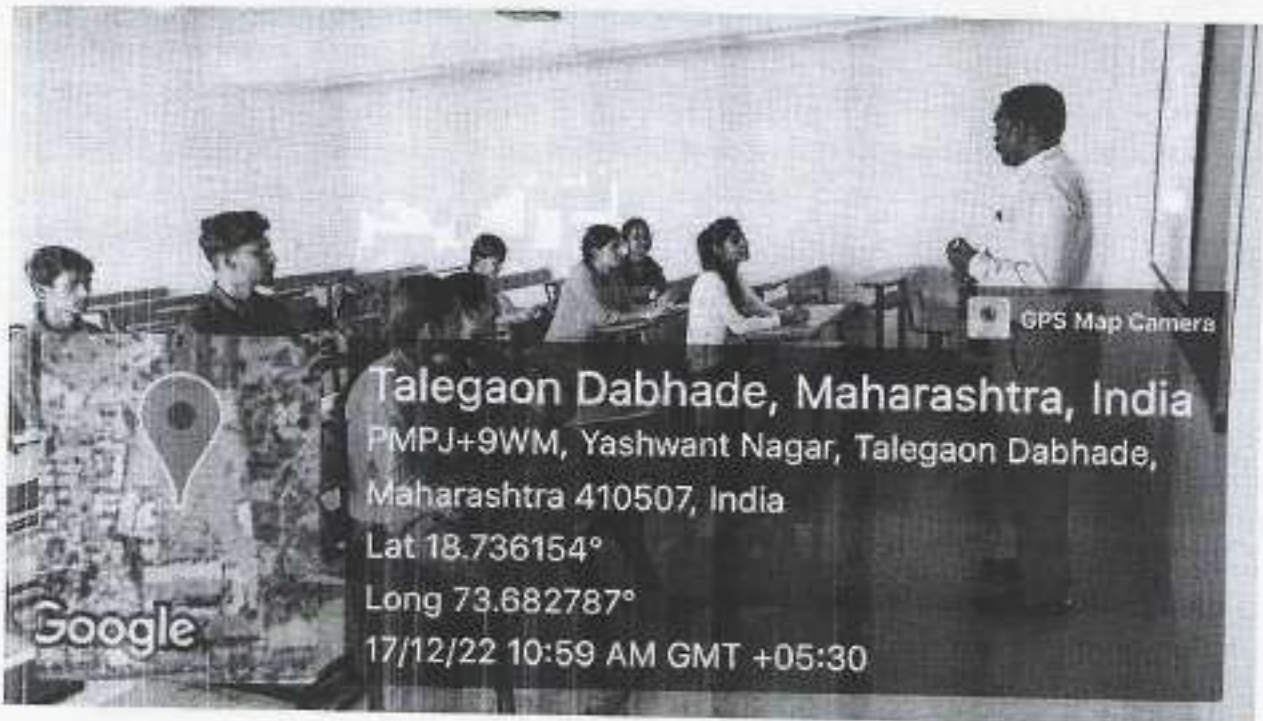 GPS Map Camera
Talegaon Dabhade, Maharashtra, India
PMPJ+9WM, Yashwant Nagar, Talegaon Dabhade,
Maharashtra 410507, India
Lat 18.736154°
Long 73.682787°
17/12/22 10:59 AM GMT +05:30
Google